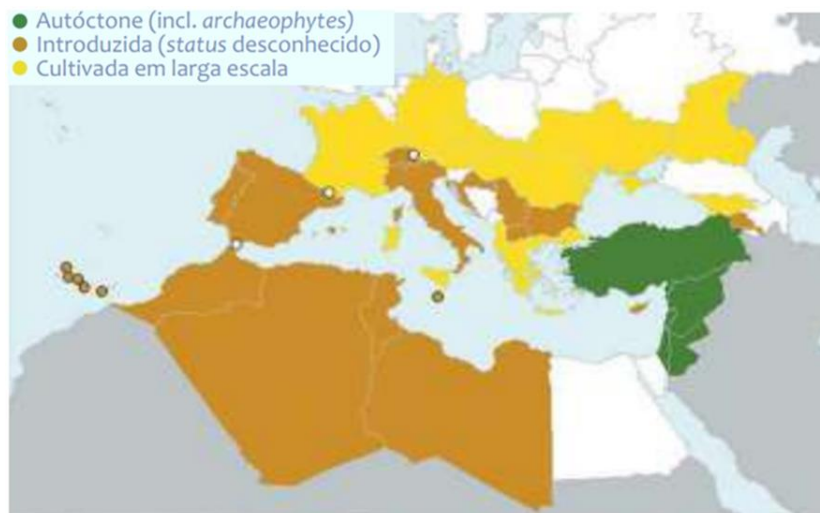 Autóctone (incl. archaeophytes)
Introduzida (status desconhecido)
Cultivada em larga escala